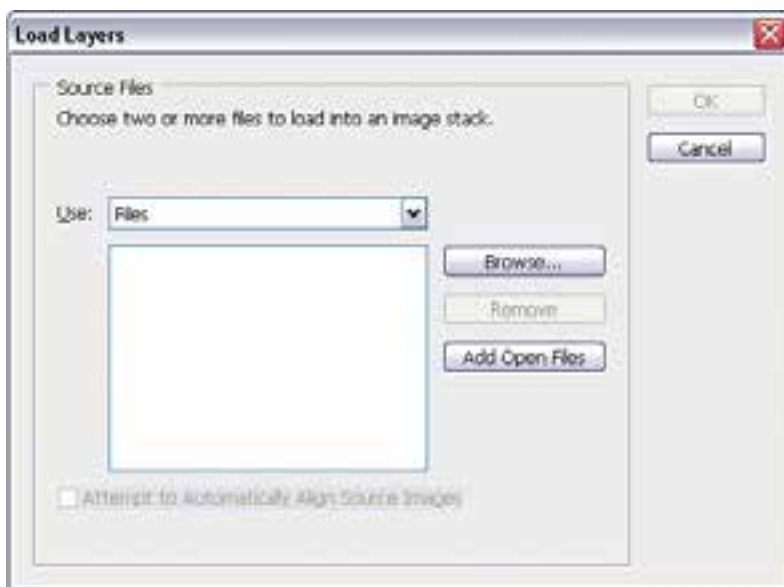 Load Layers
Source Files
Choose two or more files to load into an image stack.
OK
Cancel
Use: Files
Browse...
Remove
Add Open Files
Attempt to Automatically Align Source Images